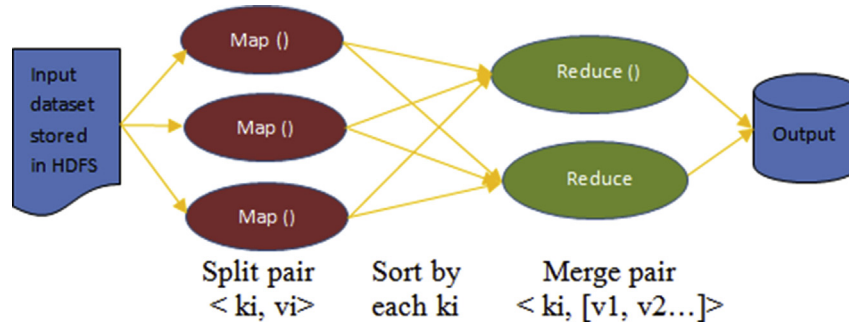 Input
dataset
stored
in HDFS
Map ()
Map ()
Map ()
Reduce ()
Reduce
Output
Split pair
< ki, vi>
Sort by
each ki
Merge pair
< ki, [v1, v2...]>